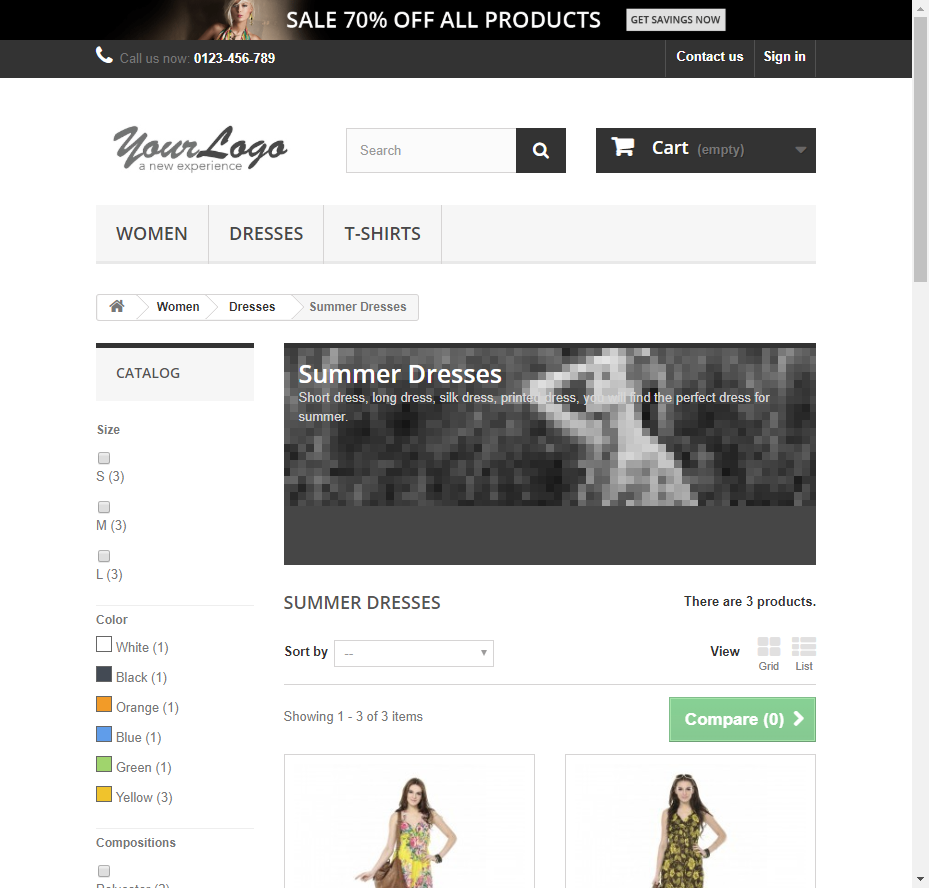 SALE 70% OFF ALL PRODUCTS GET SAVINGS NOW
Call us now: 0123-456-789 Contact us Sign in
YourLogo
a new experience
Search
Cart (empty)
WOMEN DRESSES T-SHIRTS
Women Dresses Summer Dresses
CATALOG
Size
S (3)
M (3)
L (3)
Color
White (1)
Black (1)
Orange (1)
Blue (1)
Green (1)
Yellow (3)
Compositions
Summer Dresses
Short dress, long dress, silk dress, printed dress, you will find the perfect dress for
summer.
SUMMER DRESSES There are 3 products.
Sort by -- View Grid List
Showing 1 - 3 of 3 items Compare (0)